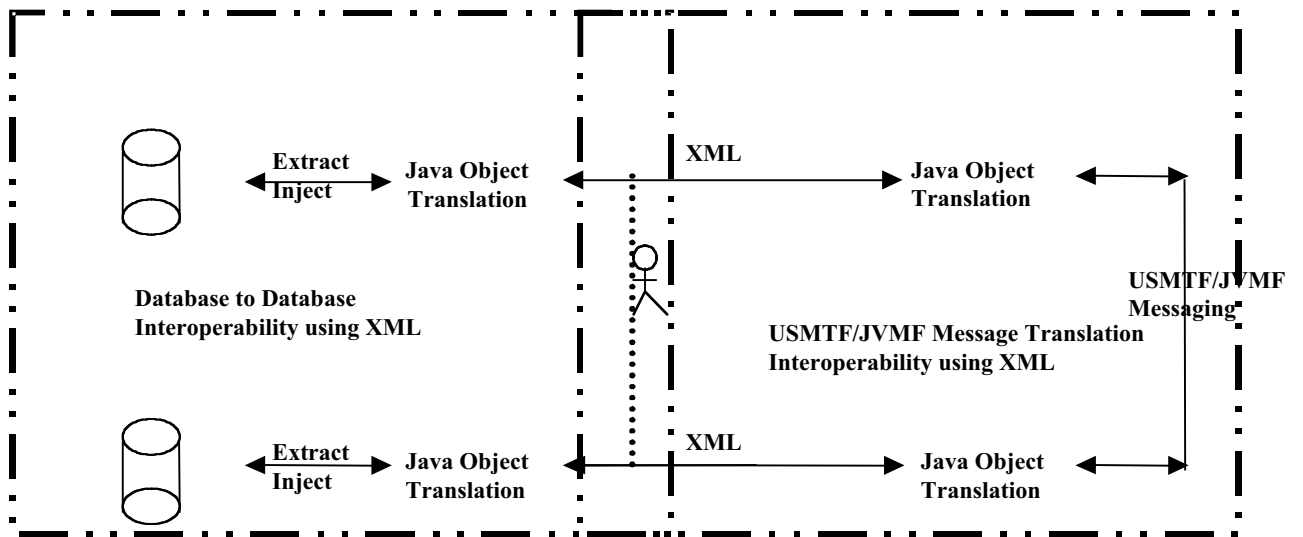 XML
Extract
Inject
Java Object
Translation
Java Object
Translation
USMTF/JVMF
Messaging
Database to Database
Interoperability using XML
USMTF/JVMF Message Translation
Interoperability using XML
XML
Extract
Inject
Java Object
Translation
Java Object
Translation